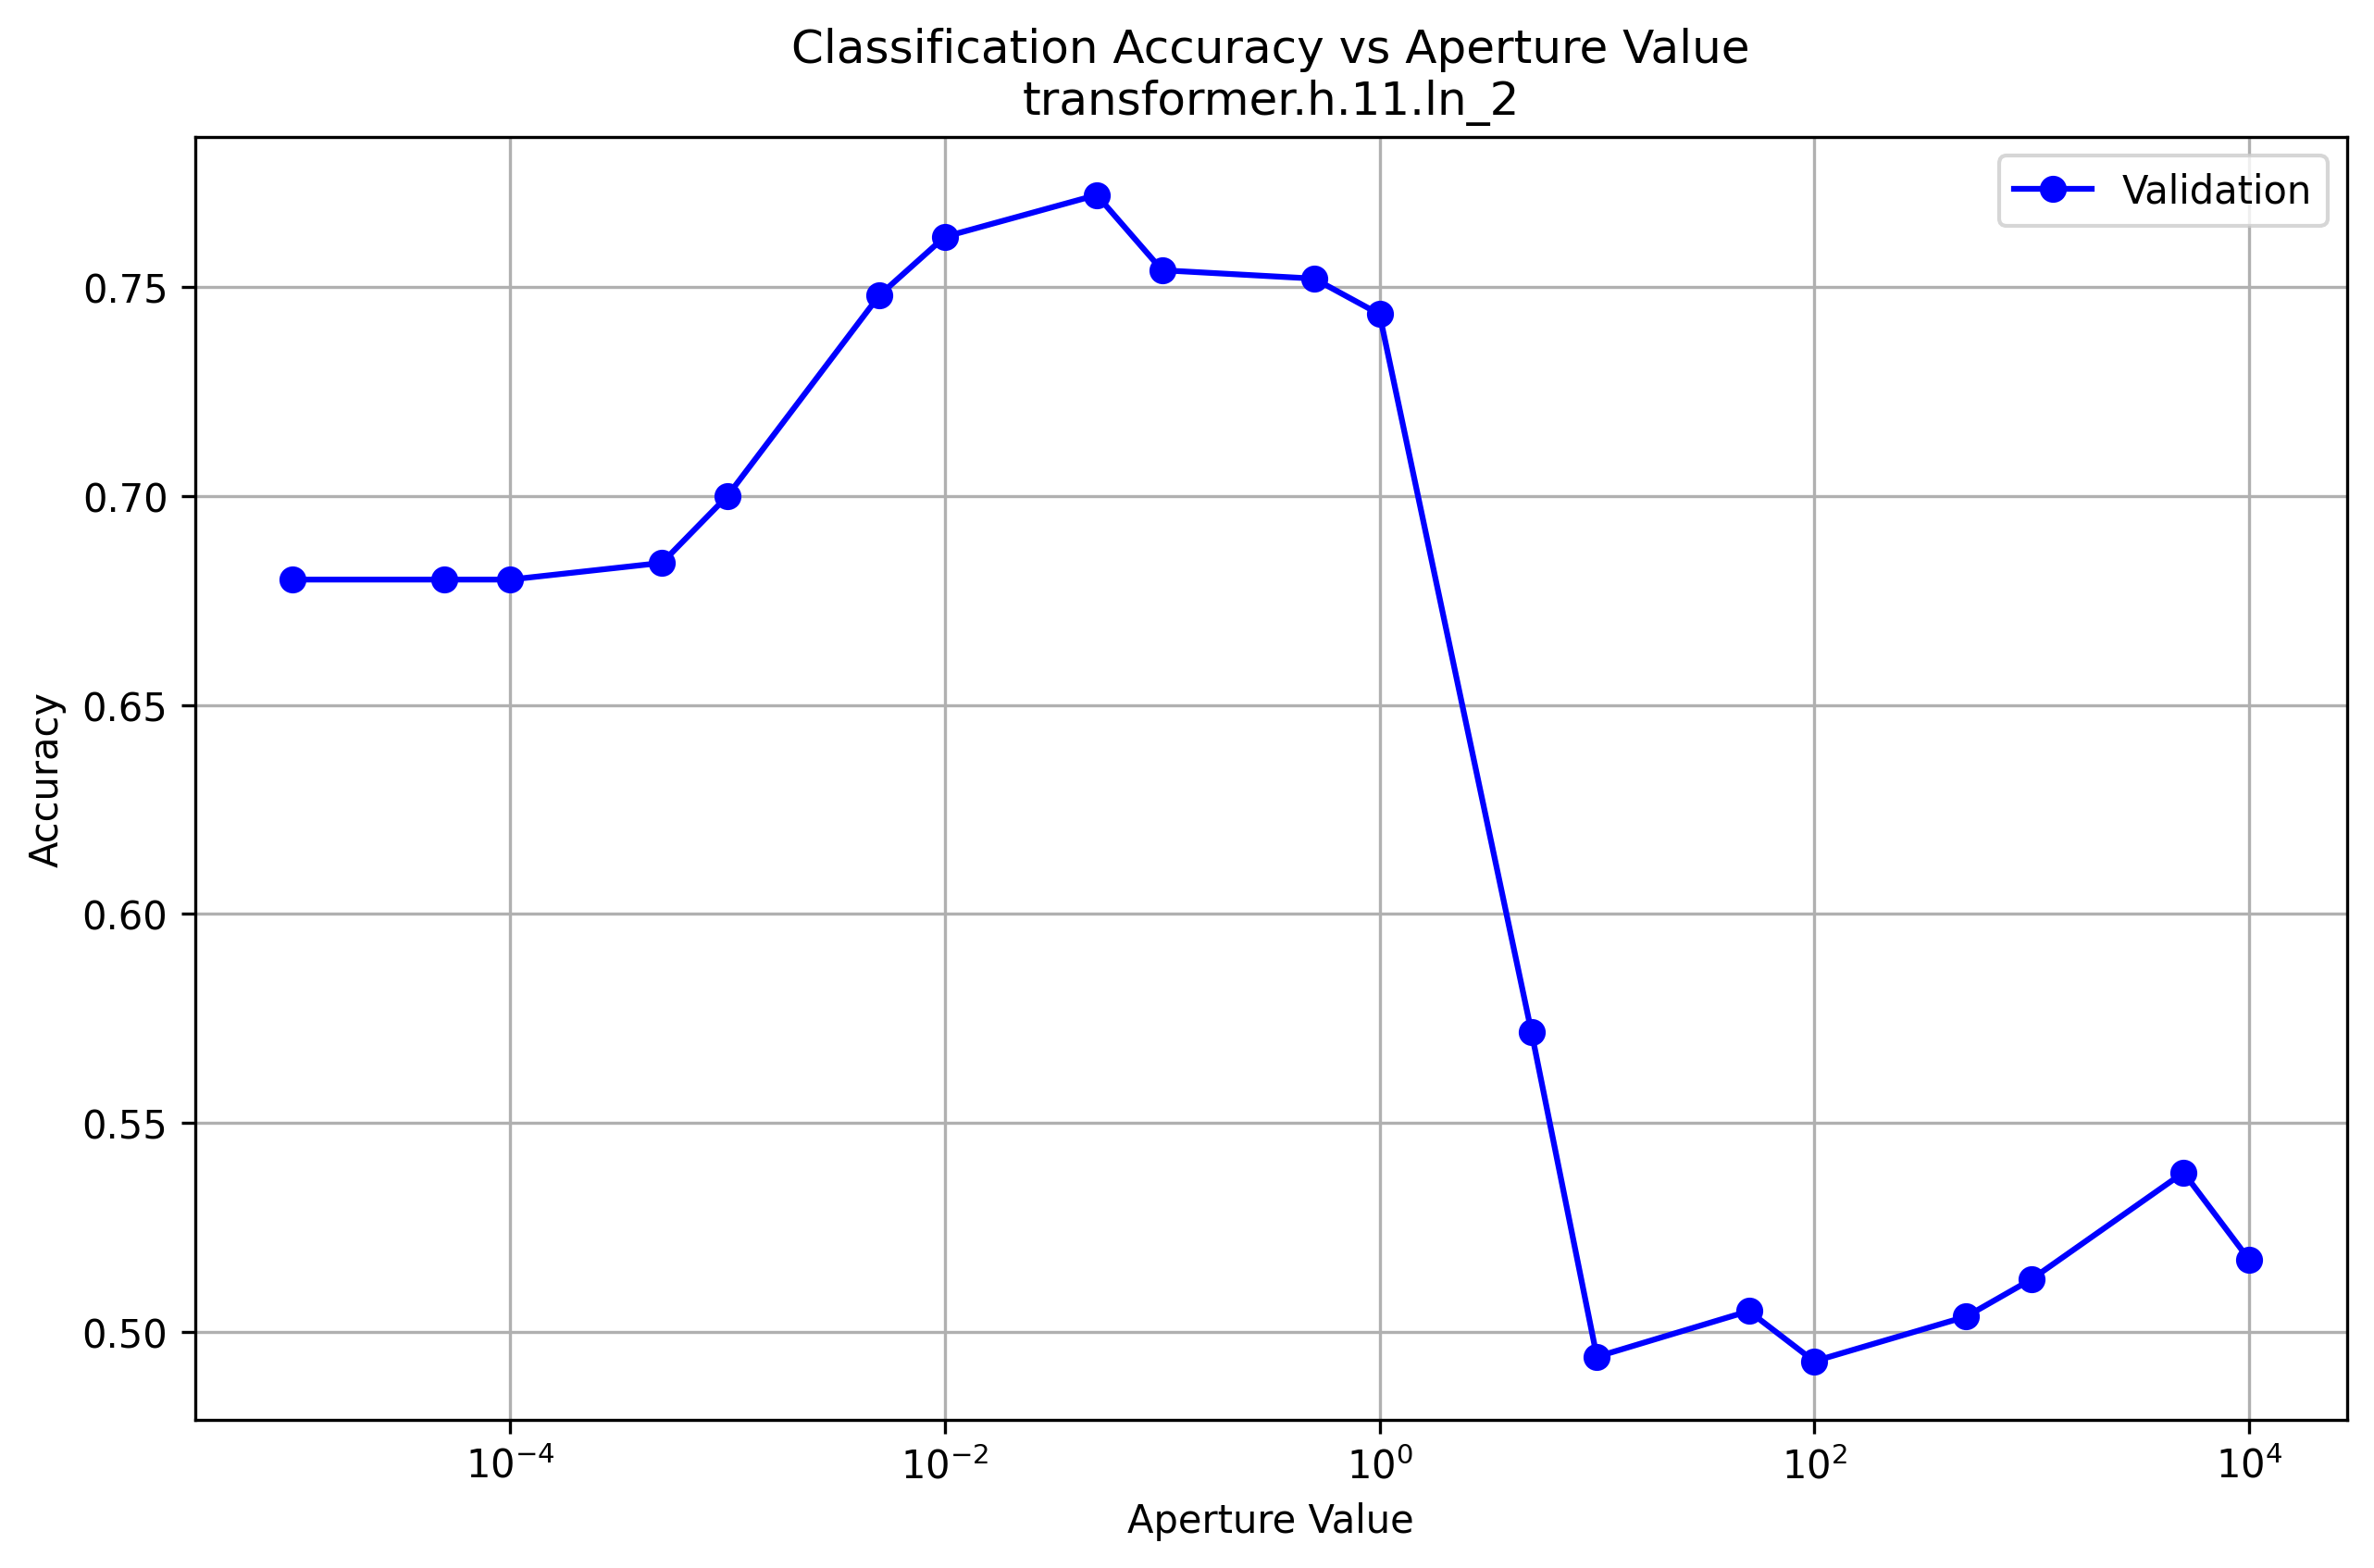 Classification Accuracy vs Aperture Value
transformer.h.11.ln_2
Validation
0.75
0.70
0.65
0.60
0.55
0.50
Accuracy
10⁻⁴
10⁻²
10⁰
10²
10⁴
Aperture Value